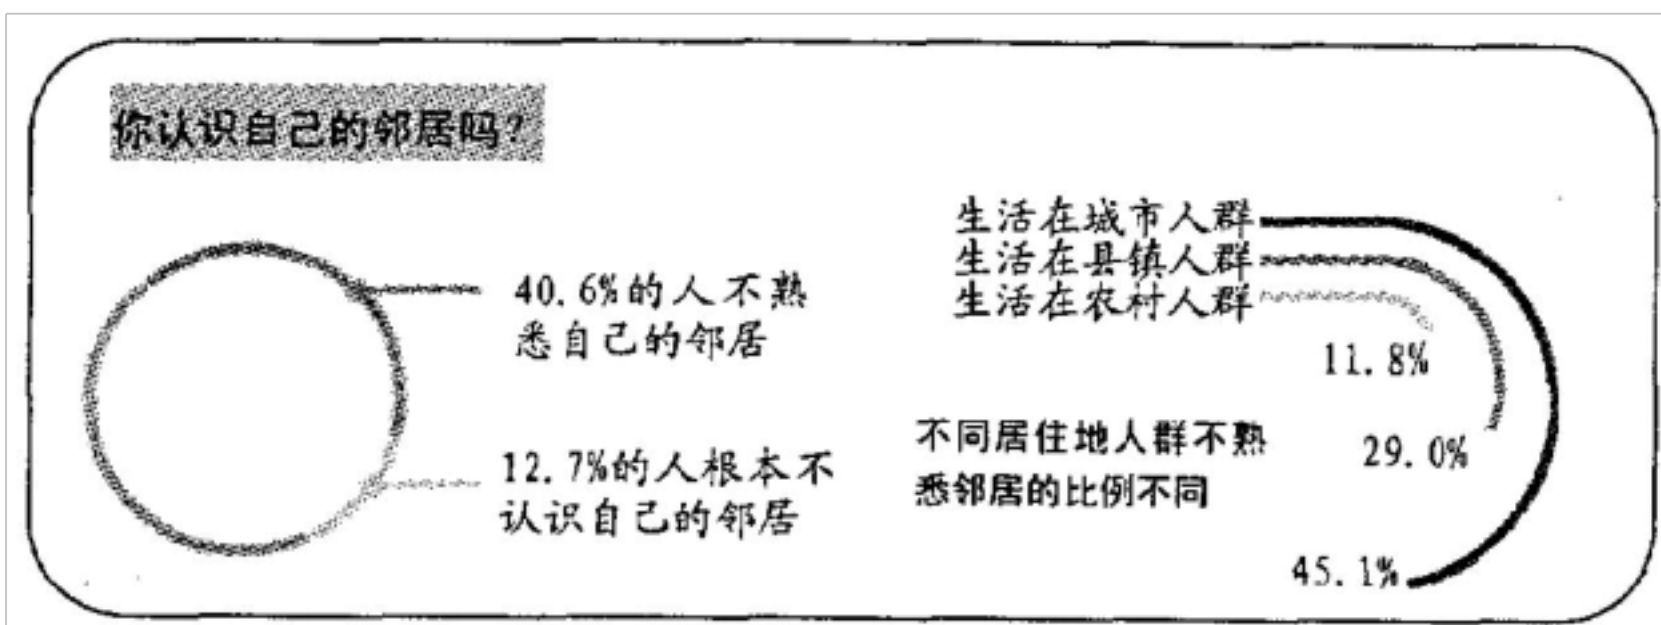 你认识自己的邻居吗?
40.6%的人不熟
悉自己的邻居
12.7%的人根本不
认识自己的邻居
生活在城市人群
生活在县镇人群
生活在农村人群
11.8%
29.0%
45.1%
不同居住地人群不熟
悉邻居的比例不同